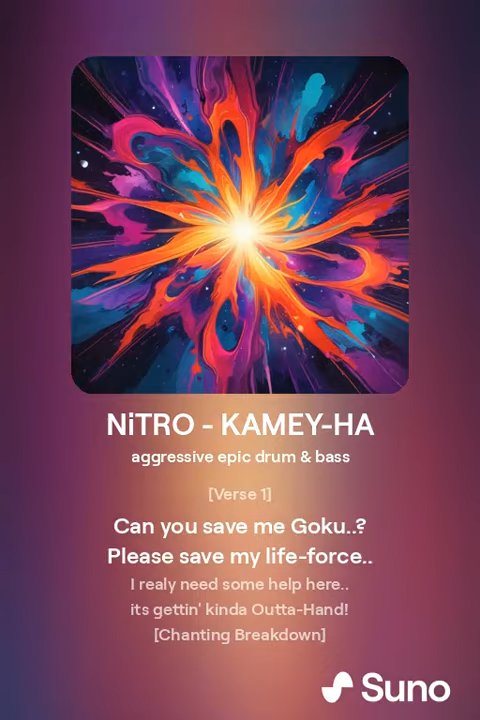 NiTRO - KAMEY-HA
aggressive epic drum & bass
[Verse 1]
Can you save me Goku..?
Please save my life-force..
I realy need some help here..
its gettin' kinda Outta-Hand!
[Chanting Breakdown]
Suno